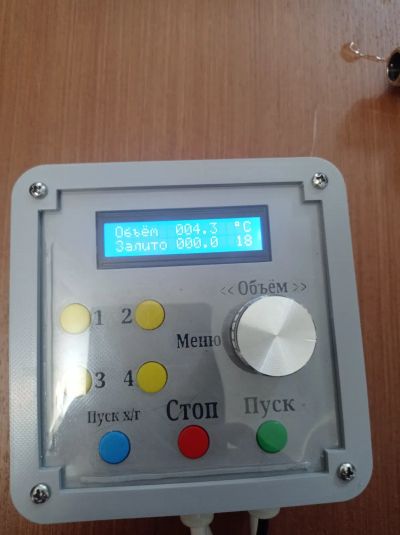 Объём 004.3 °C
Залито 000.0 18
<< Объём >>
1 2
Меню
3 4
Пуск х/г Стоп Пуск